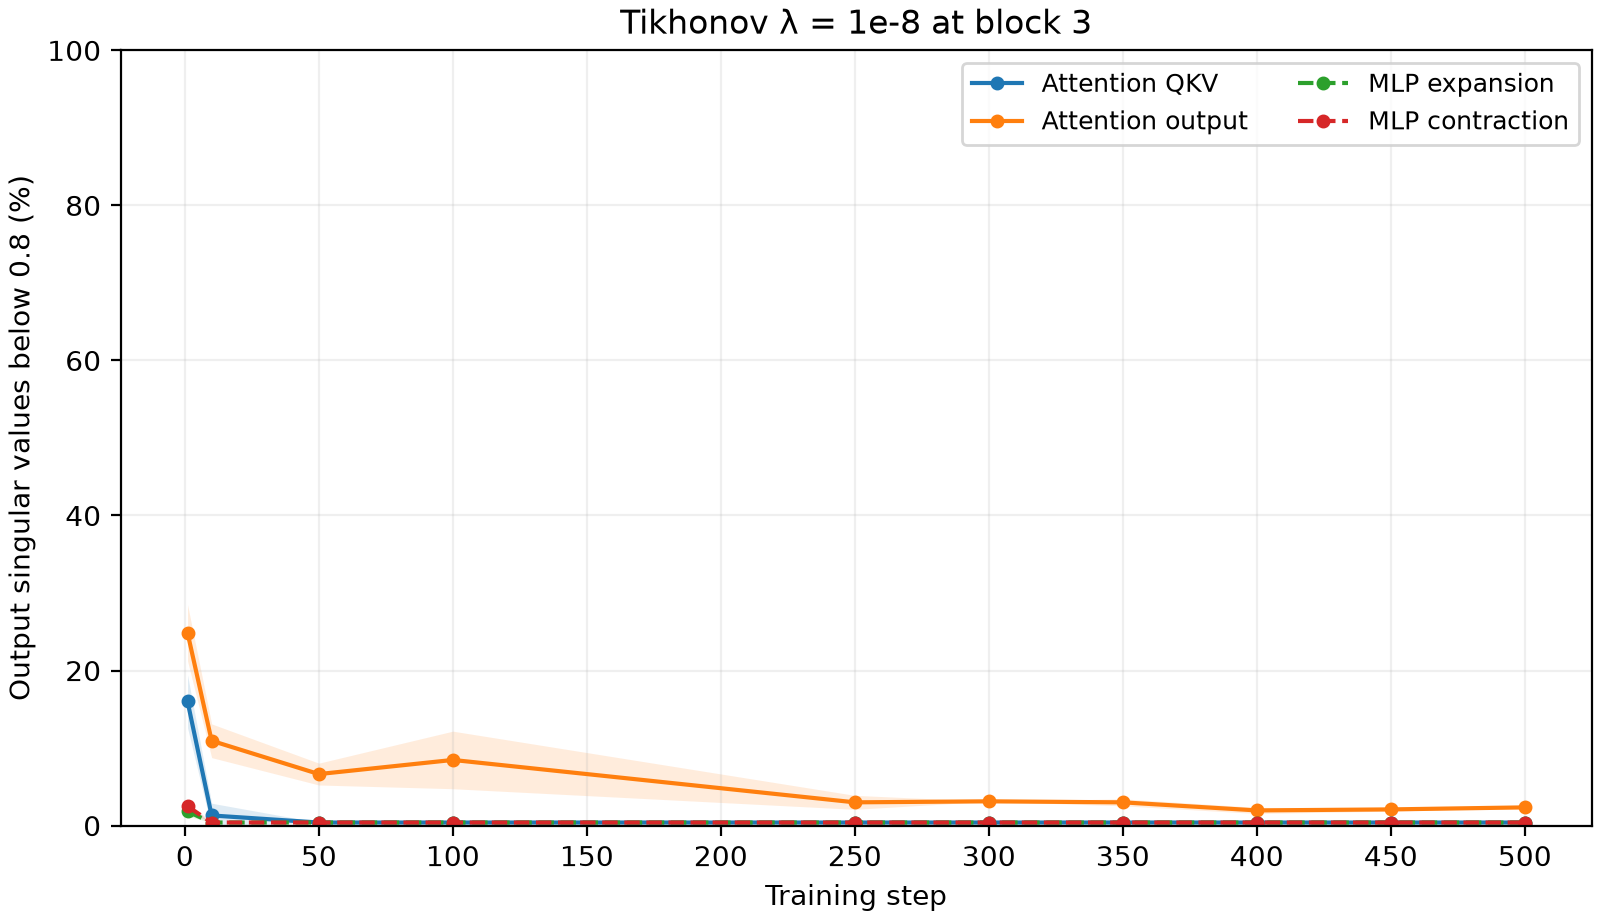 Tikhonov λ = 1e-8 at block 3
Output singular values below 0.8 (%)
100
80
60
40
20
0
Attention QKV
Attention output
MLP expansion
MLP contraction
0 50 100 150 200 250 300 350 400 450 500
Training step